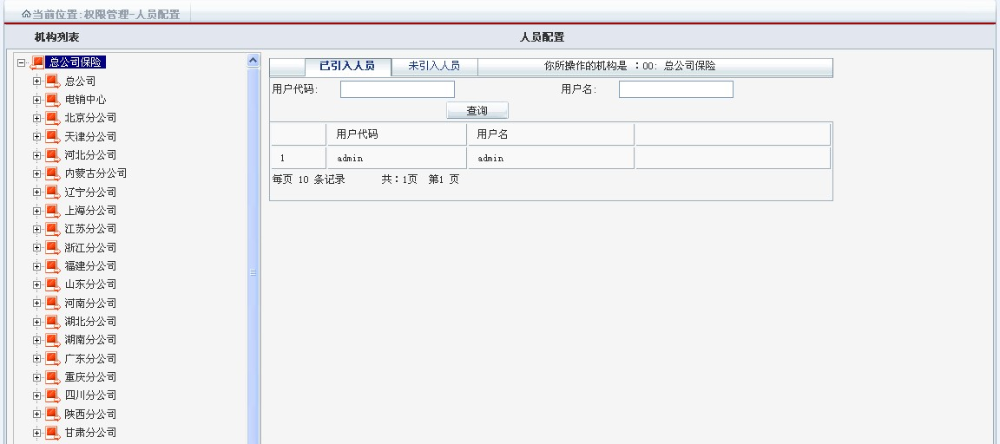 当前位置:权限管理-人员配置
机构列表
人员配置
总公司保险
总公司
电销中心
北京分公司
天津分公司
河北分公司
内蒙古分公司
辽宁分公司
上海分公司
江苏分公司
浙江分公司
福建分公司
山东分公司
河南分公司
湖北分公司
湖南分公司
广东分公司
重庆分公司
四川分公司
陕西分公司
甘肃分公司
已引入人员 未引入人员 你所操作的机构是 :00: 总公司保险
用户代码: 用户名:
查询
用户代码 用户名
1 admin admin
每页 10 条记录 共:1页 第1 页